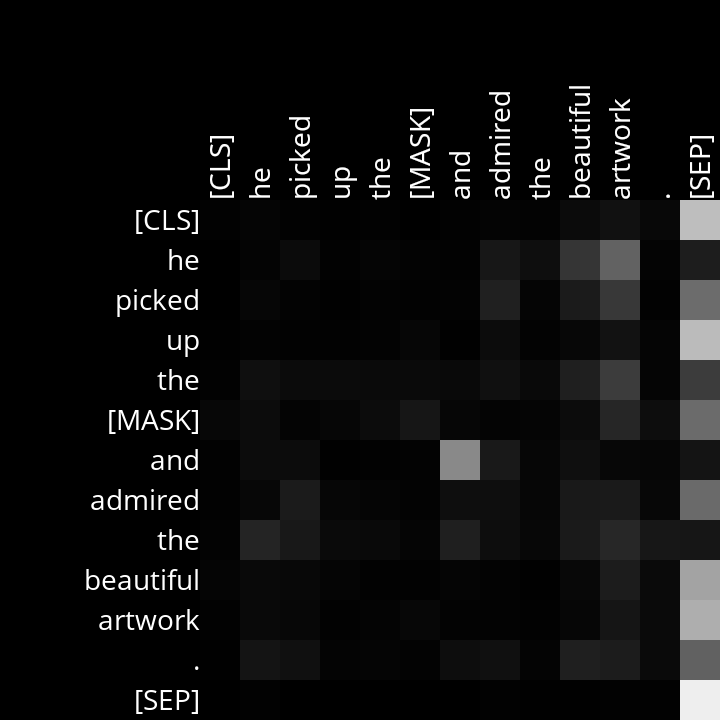 [CLS] he picked up the [MASK] and admired the beautiful artwork . [SEP]
[CLS]
he
picked
up
the
[MASK]
and
admired
the
beautiful
artwork
.
[SEP]